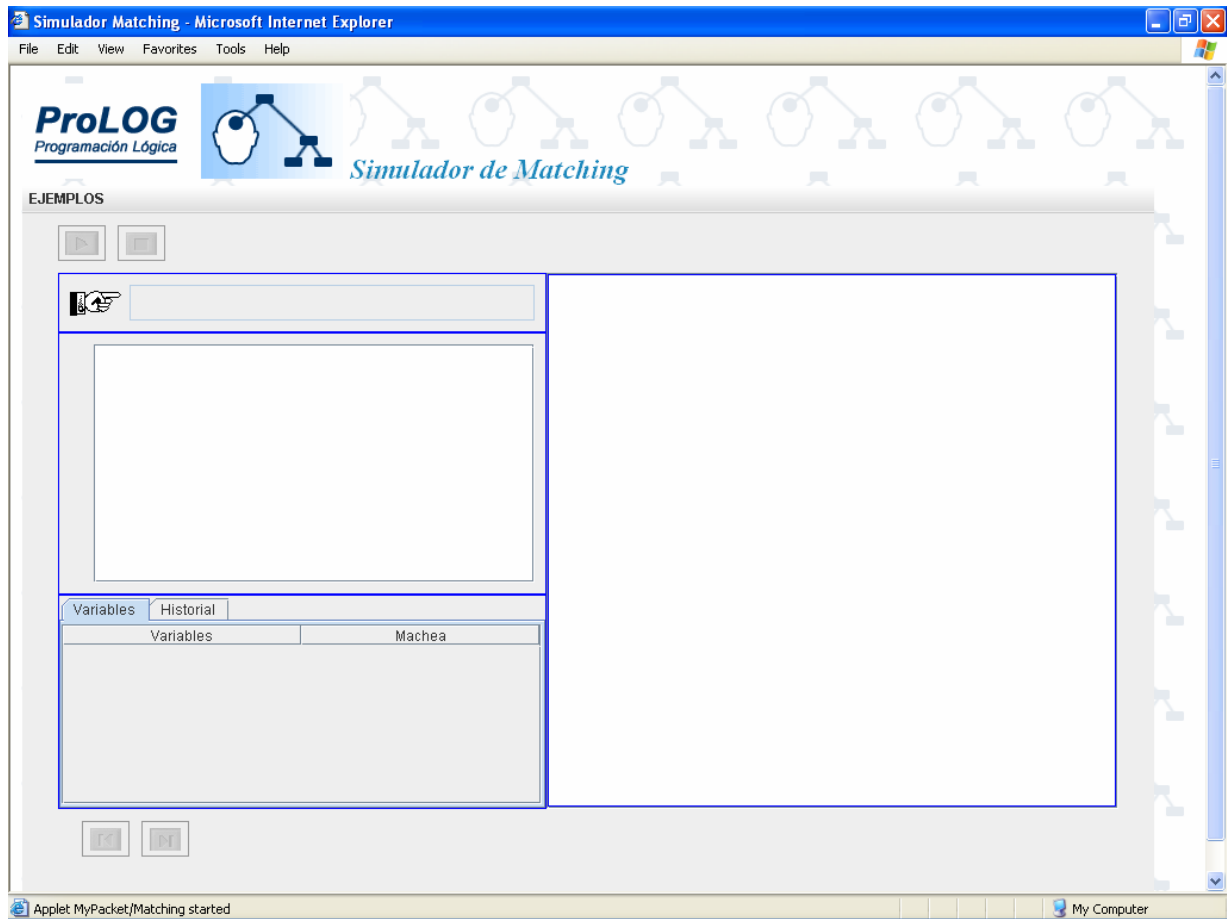 Simulador Matching - Microsoft Internet Explorer
File Edit View Favorites Tools Help
ProLOG
Programación Lógica
Simulador de Matching
EJEMPLOS
Variables Historial
Variables Machea
Applet MyPacket/Matching started My Computer